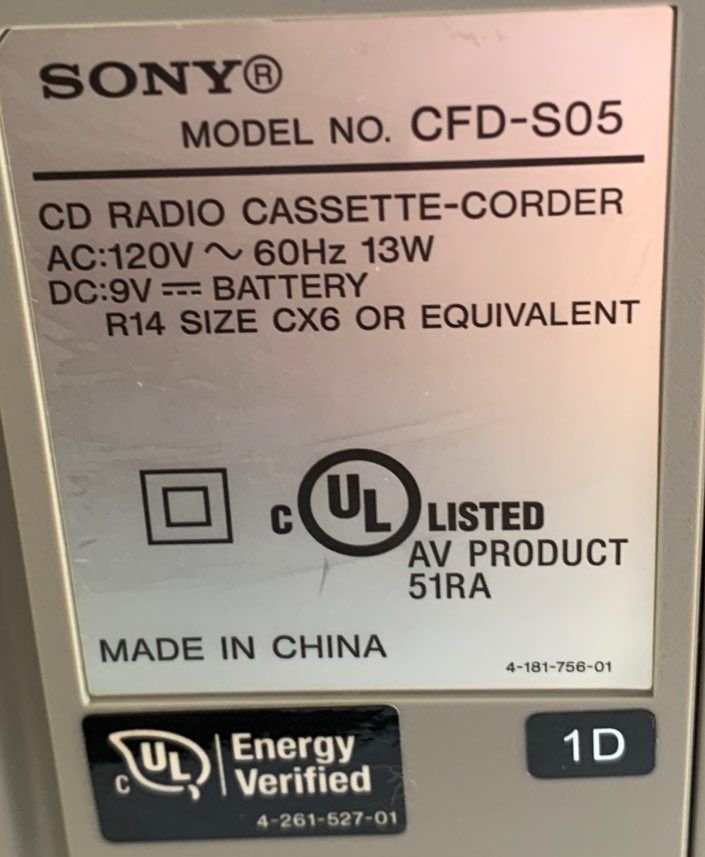 SONY®
MODEL NO. CFD-S05
CD RADIO CASSETTE-CORDER
AC:120V ～ 60Hz 13W
DC:9V ⎓ BATTERY
R14 SIZE CX6 OR EQUIVALENT
C UL LISTED
AV PRODUCT
51RA
MADE IN CHINA
4-181-756-01
C UL Energy
Verified
4-261-527-01
1D